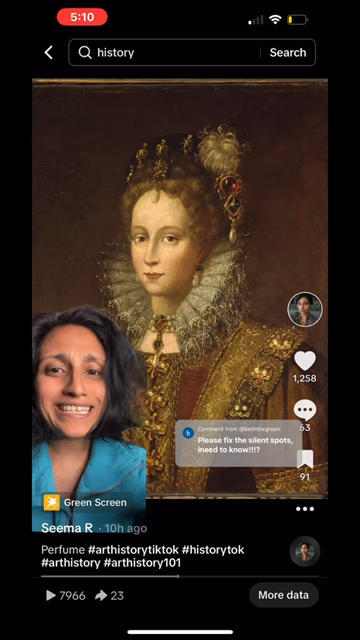 5:10
history
Search
1,258
Comment from @beththegreen
Please fix the silent spots,
ineed to know!!!?
63
91
Green Screen
Seema R · 10h ago
Perfume #arthistorytiktok #historytok
#arthistory #arthistory101
7966
23
More data